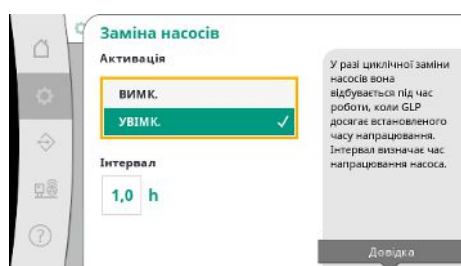 Заміна насосів
Активація
ВИМК.
УВІМК.
Інтервал
1,0 h
У разі циклічної заміни
насосів вона
відбувається під час
роботи, коли GLP
досягає встановленого
часу напрацювання.
Інтервал визначає час
напрацювання насоса.
Довідка